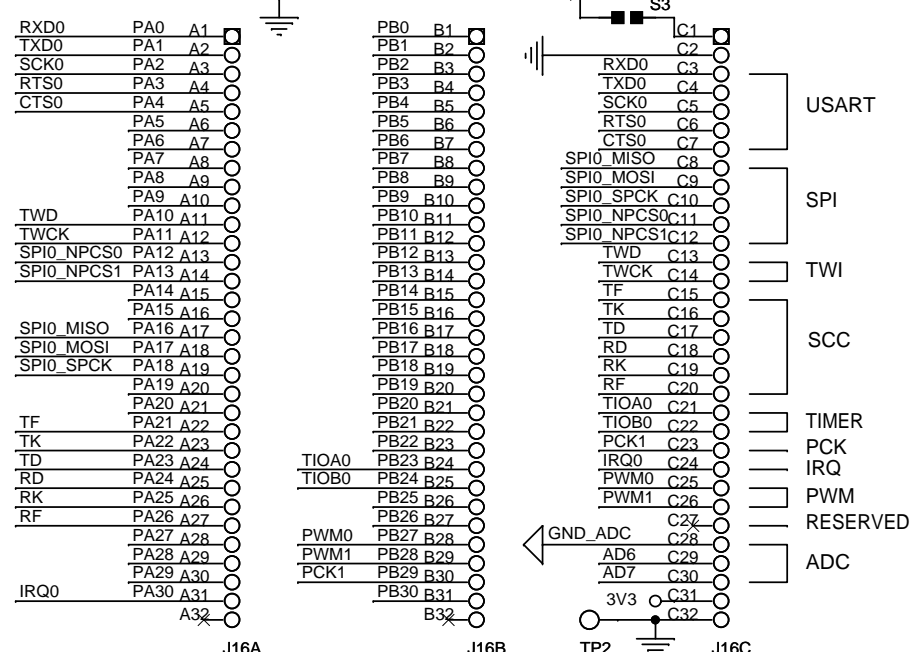 S3
RXD0 PA0 A1 PB0 B1 C1
TXD0 PA1 A2 PB1 B2 C2
SCK0 PA2 A3 PB2 B3 RXD0 C3
RTS0 PA3 A4 PB3 B4 TXD0 C4
CTS0 PA4 A5 PB4 B5 SCK0 C5 USART
PA5 A6 PB5 B6 RTS0 C6
PA6 A7 PB6 B7 CTS0 C7
PA7 A8 PB7 B8 SPI0_MISO C8
PA8 A9 PB8 B9 SPI0_MOSI C9
PA9 A10 PB9 B10 SPI0_SPCK C10 SPI
TWD PA10 A11 PB10 B11 SPI0_NPCS0 C11
TWCK PA11 A12 PB11 B12 SPI0_NPCS1 C12
SPI0_NPCS0 PA12 A13 PB12 B13 TWD C13 TWI
SPI0_NPCS1 PA13 A14 PB13 B14 TWCK C14
PA14 A15 PB14 B15 TF C15
PA15 A16 PB15 B16 TK C16
SPI0_MISO PA16 A17 PB16 B17 TD C17 SCC
SPI0_MOSI PA17 A18 PB17 B18 RD C18
SPI0_SPCK PA18 A19 PB18 B19 RK C19
PA19 A20 PB19 B20 RF C20
PA20 A21 PB20 B21 TIOA0 C21 TIMER
TF PA21 A22 PB21 B22 TIOB0 C22
TK PA22 A23 PB22 B23 PCK1 C23 PCK
TD PA23 A24 TIOA0 PB23 B24 IRQ0 C24 IRQ
RD PA24 A25 TIOB0 PB24 B25 PWM0 C25 PWM
RK PA25 A26 PB25 B26 PWM1 C26
RF PA26 A27 PB26 B27 C27 RESERVED
PA27 A28 PWM0 PB27 B28 GND_ADC C28
PA28 A29 PWM1 PB28 B29 AD6 C29 ADC
PA29 A30 PCK1 PB29 B30 AD7 C30
IRQ0 PA30 A31 PB30 B31 3V3 C31
A32 B32 C32
J16A J16B TP2 J16C